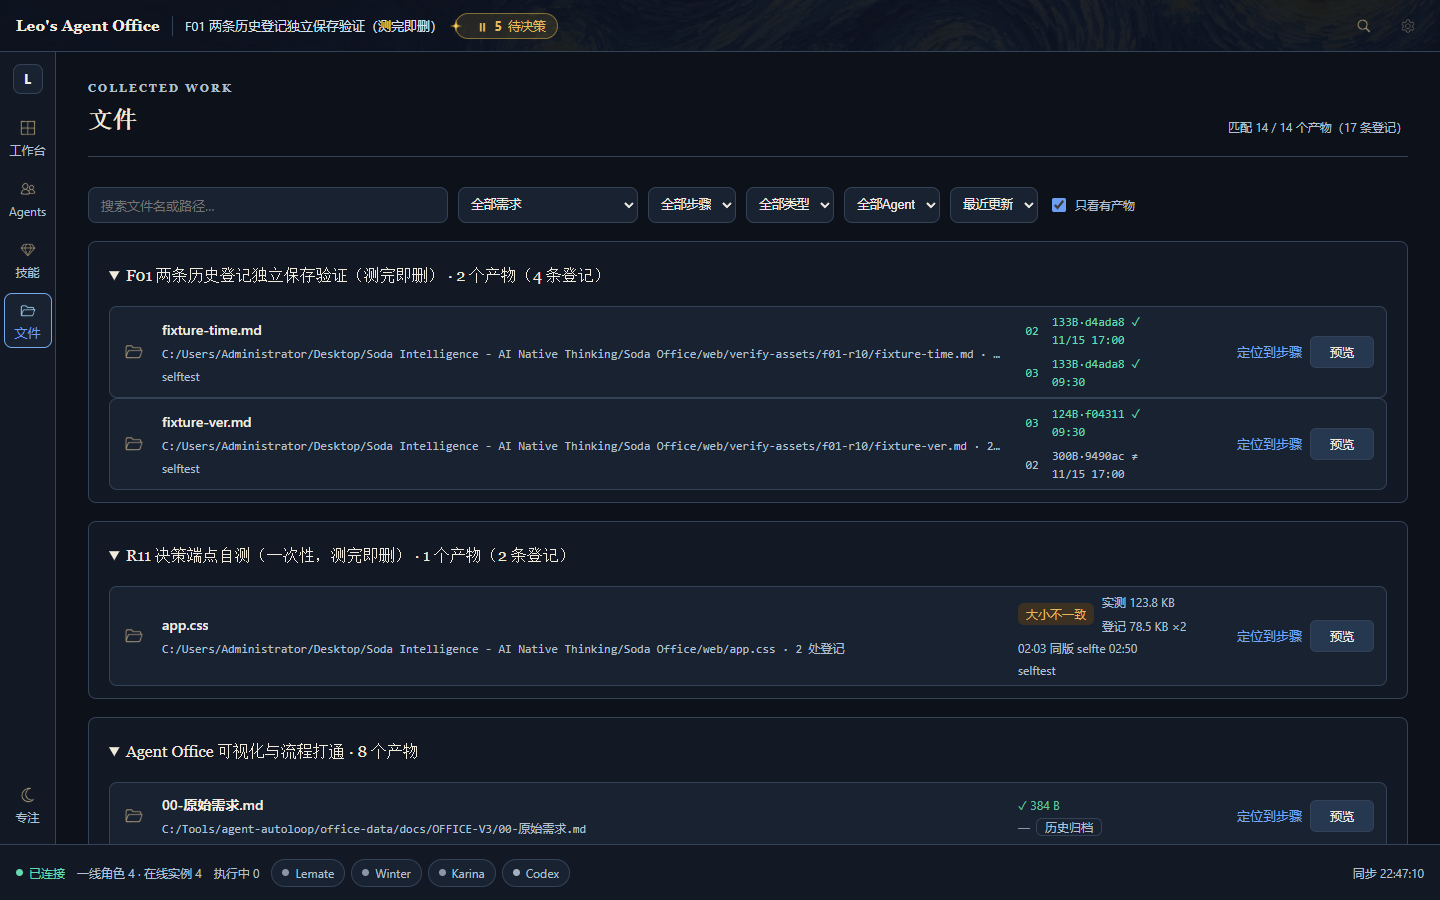 Leo's Agent Office
F01 两条历史登记独立保存验证（测完即删）
5 待决策
L
工作台
Agents
技能
文件
专注
COLLECTED WORK
文件
匹配 14 / 14 个产物（17 条登记）
搜索文件名或路径...
全部需求
全部步骤
全部类型
全部Agent
最近更新
只看有产物
▼ F01 两条历史登记独立保存验证（测完即删） · 2 个产物（4 条登记）
fixture-time.md
C:/Users/Administrator/Desktop/Soda Intelligence - AI Native Thinking/Soda Office/web/verify-assets/f01-r10/fixture-time.md · …
selftest
02 133B·d4ada8 ✓
11/15 17:00
03 133B·d4ada8 ✓
09:30
定位到步骤
预览
fixture-ver.md
C:/Users/Administrator/Desktop/Soda Intelligence - AI Native Thinking/Soda Office/web/verify-assets/f01-r10/fixture-ver.md · 2…
selftest
03 124B·f04311 ✓
09:30
02 300B·9490ac ≠
11/15 17:00
定位到步骤
预览
▼ R11 决策端点自测（一次性，测完即删） · 1 个产物（2 条登记）
app.css
C:/Users/Administrator/Desktop/Soda Intelligence - AI Native Thinking/Soda Office/web/app.css · 2 处登记
大小不一致
实测 123.8 KB
登记 78.5 KB ×2
02·03 同版 selfte 02:50
selftest
定位到步骤
预览
▼ Agent Office 可视化与流程打通 · 8 个产物
00-原始需求.md
C:/Tools/agent-autoloop/office-data/docs/OFFICE-V3/00-原始需求.md
✓ 384 B
— 历史归档
定位到步骤
预览
已连接
一线角色 4 · 在线实例 4
执行中 0
Lemate
Winter
Karina
Codex
同步 22:47:10